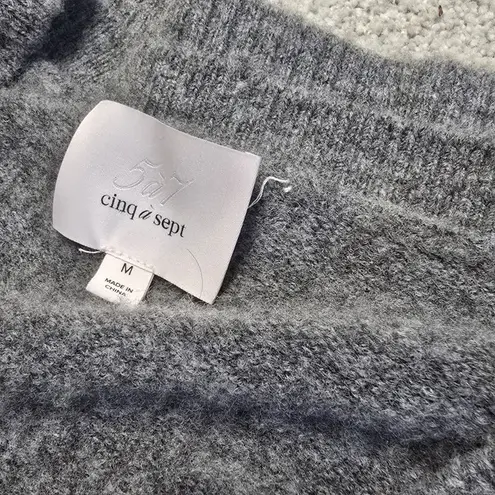 5à7
cinq à sept
M
MADE IN
CHINA